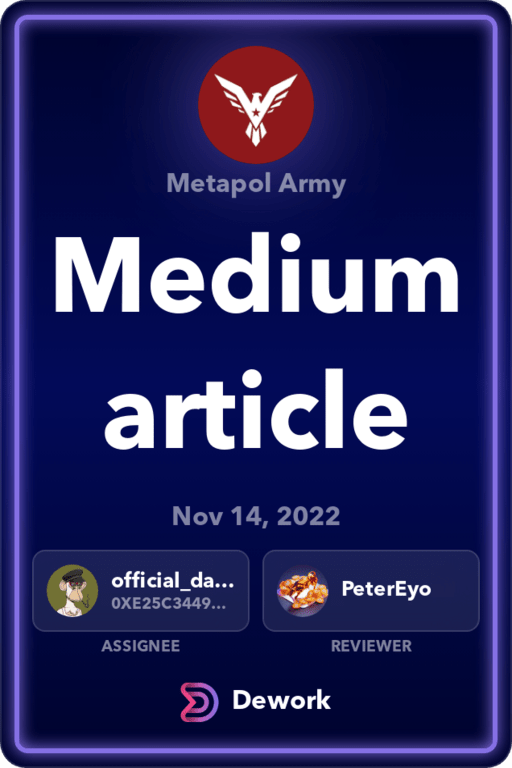 Metapol Army
Medium
article
Nov 14, 2022
official_da...
0XE25C3449...
ASSIGNEE
PeterEyo
REVIEWER
Dework